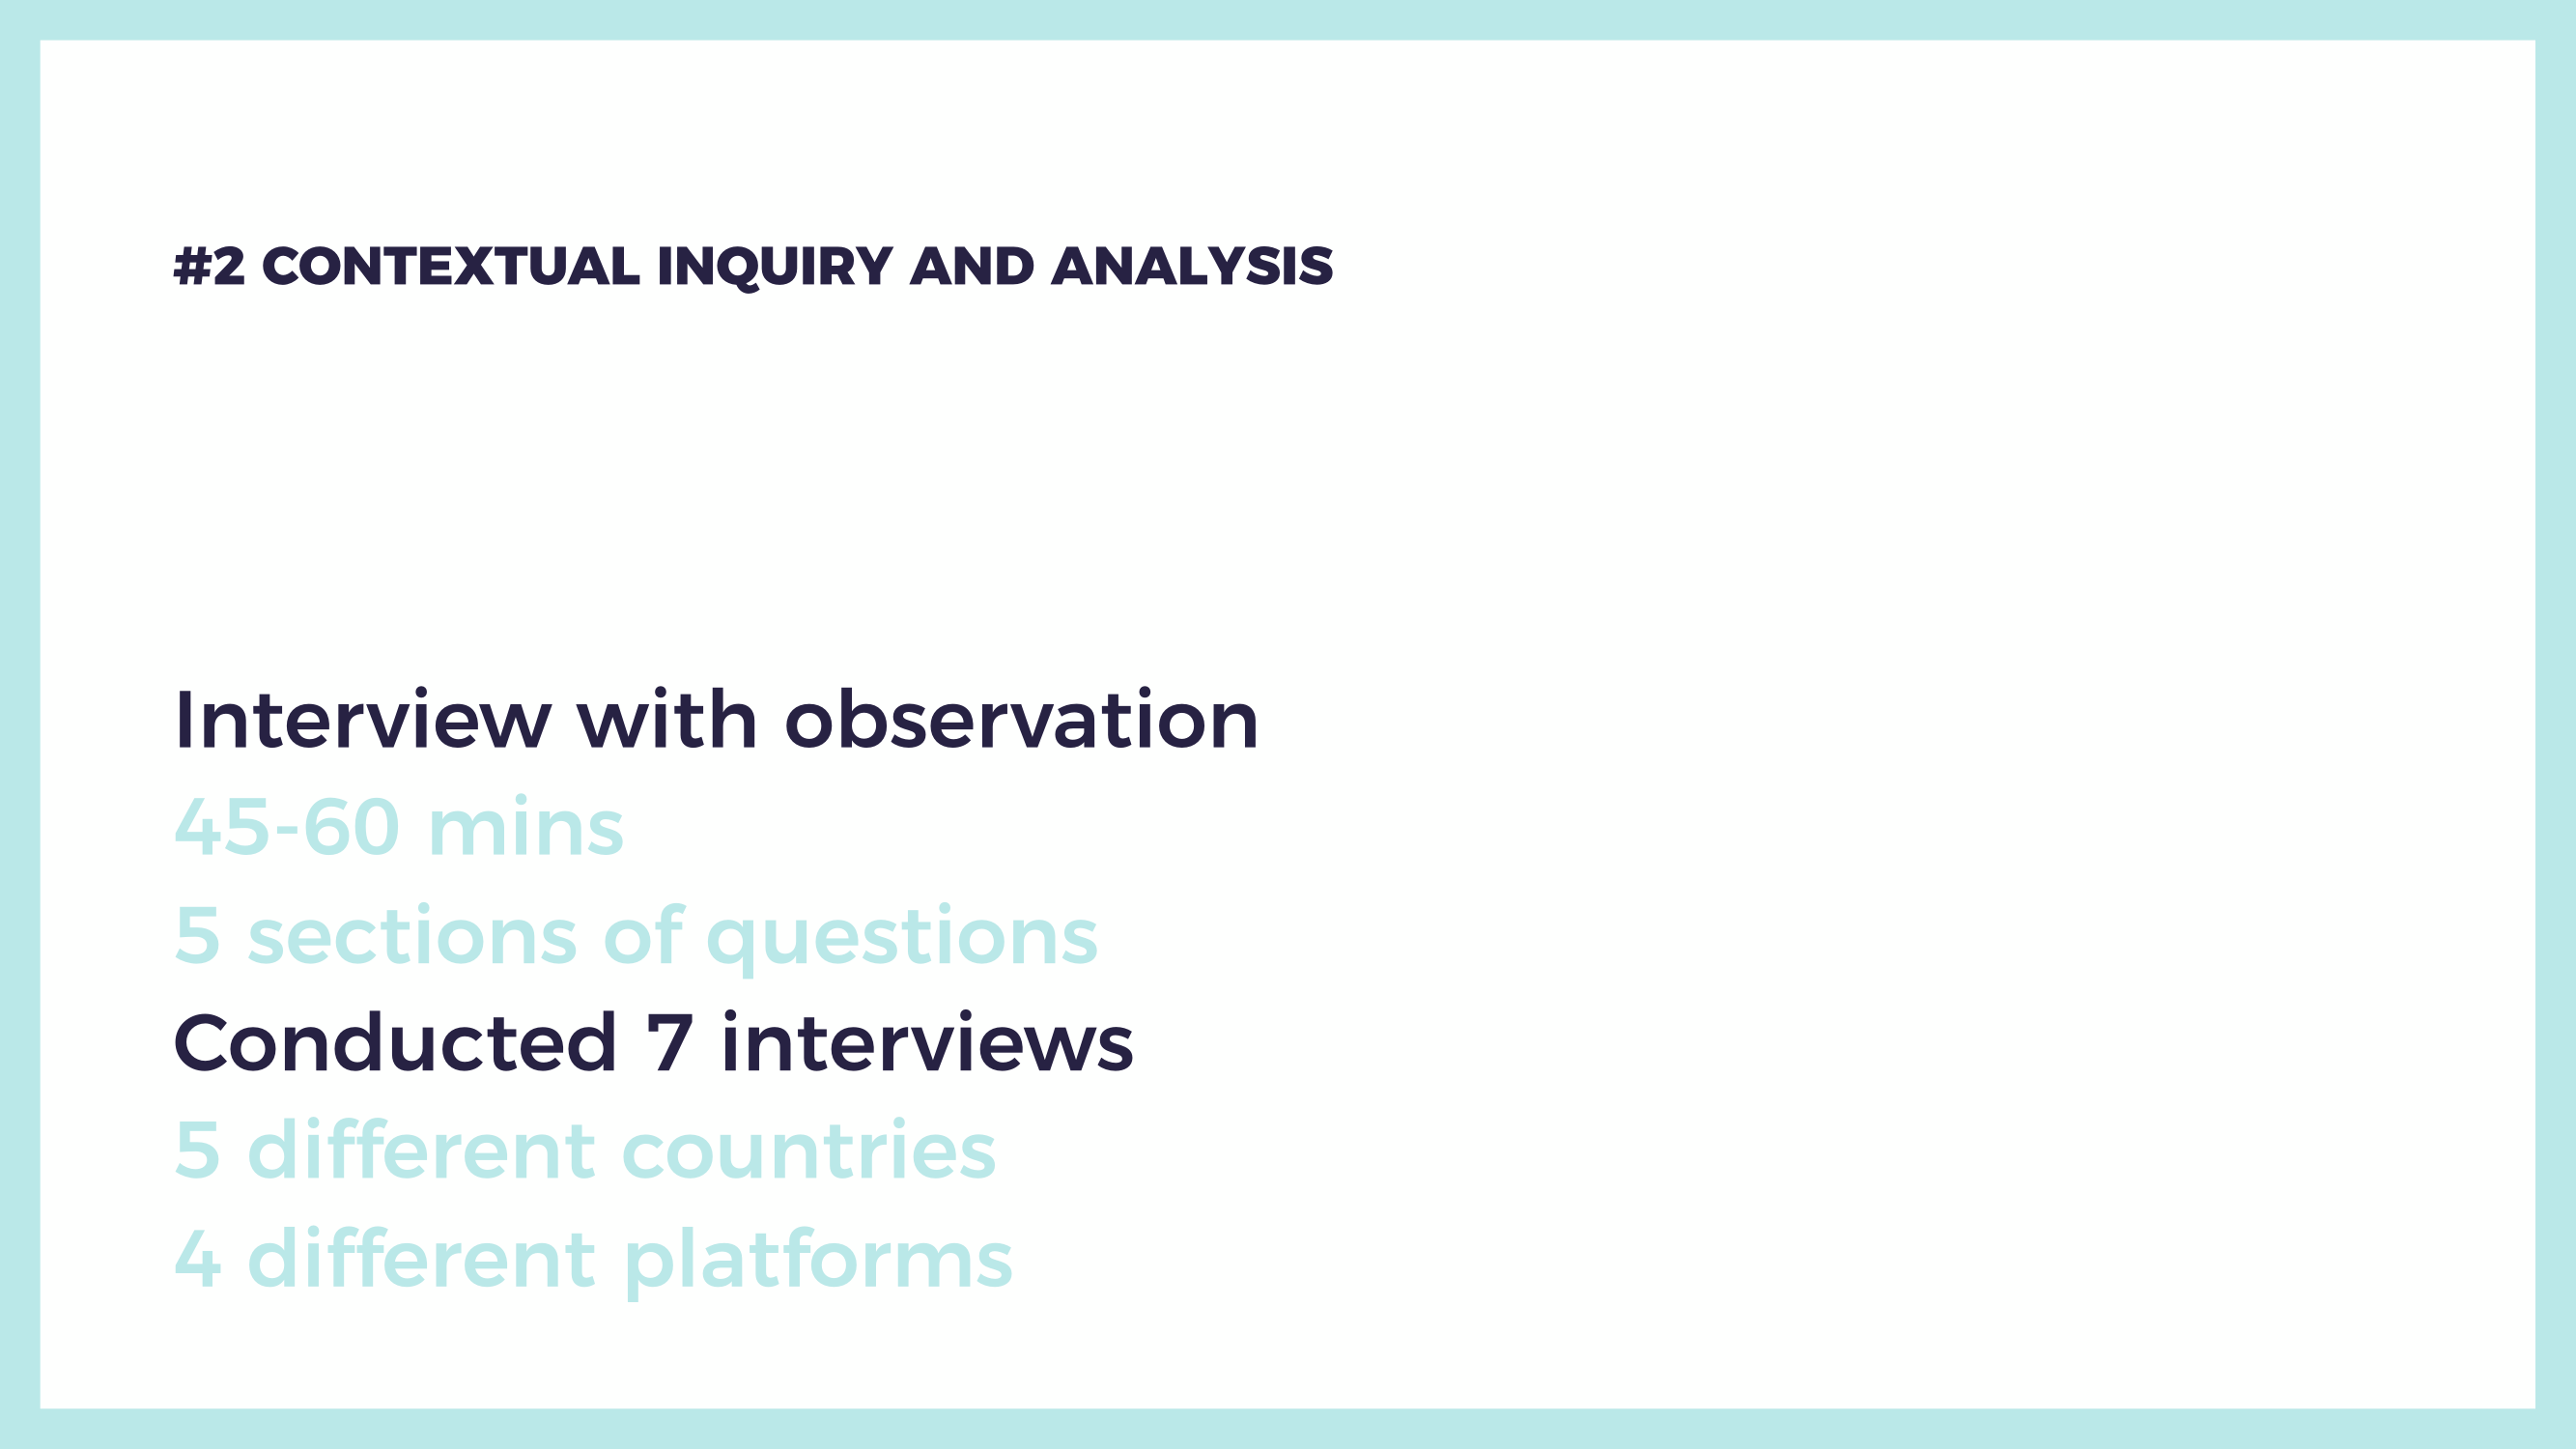 #2 CONTEXTUAL INQUIRY AND ANALYSIS
Interview with observation
45-60 mins
5 sections of questions
Conducted 7 interviews
5 different countries
4 different platforms